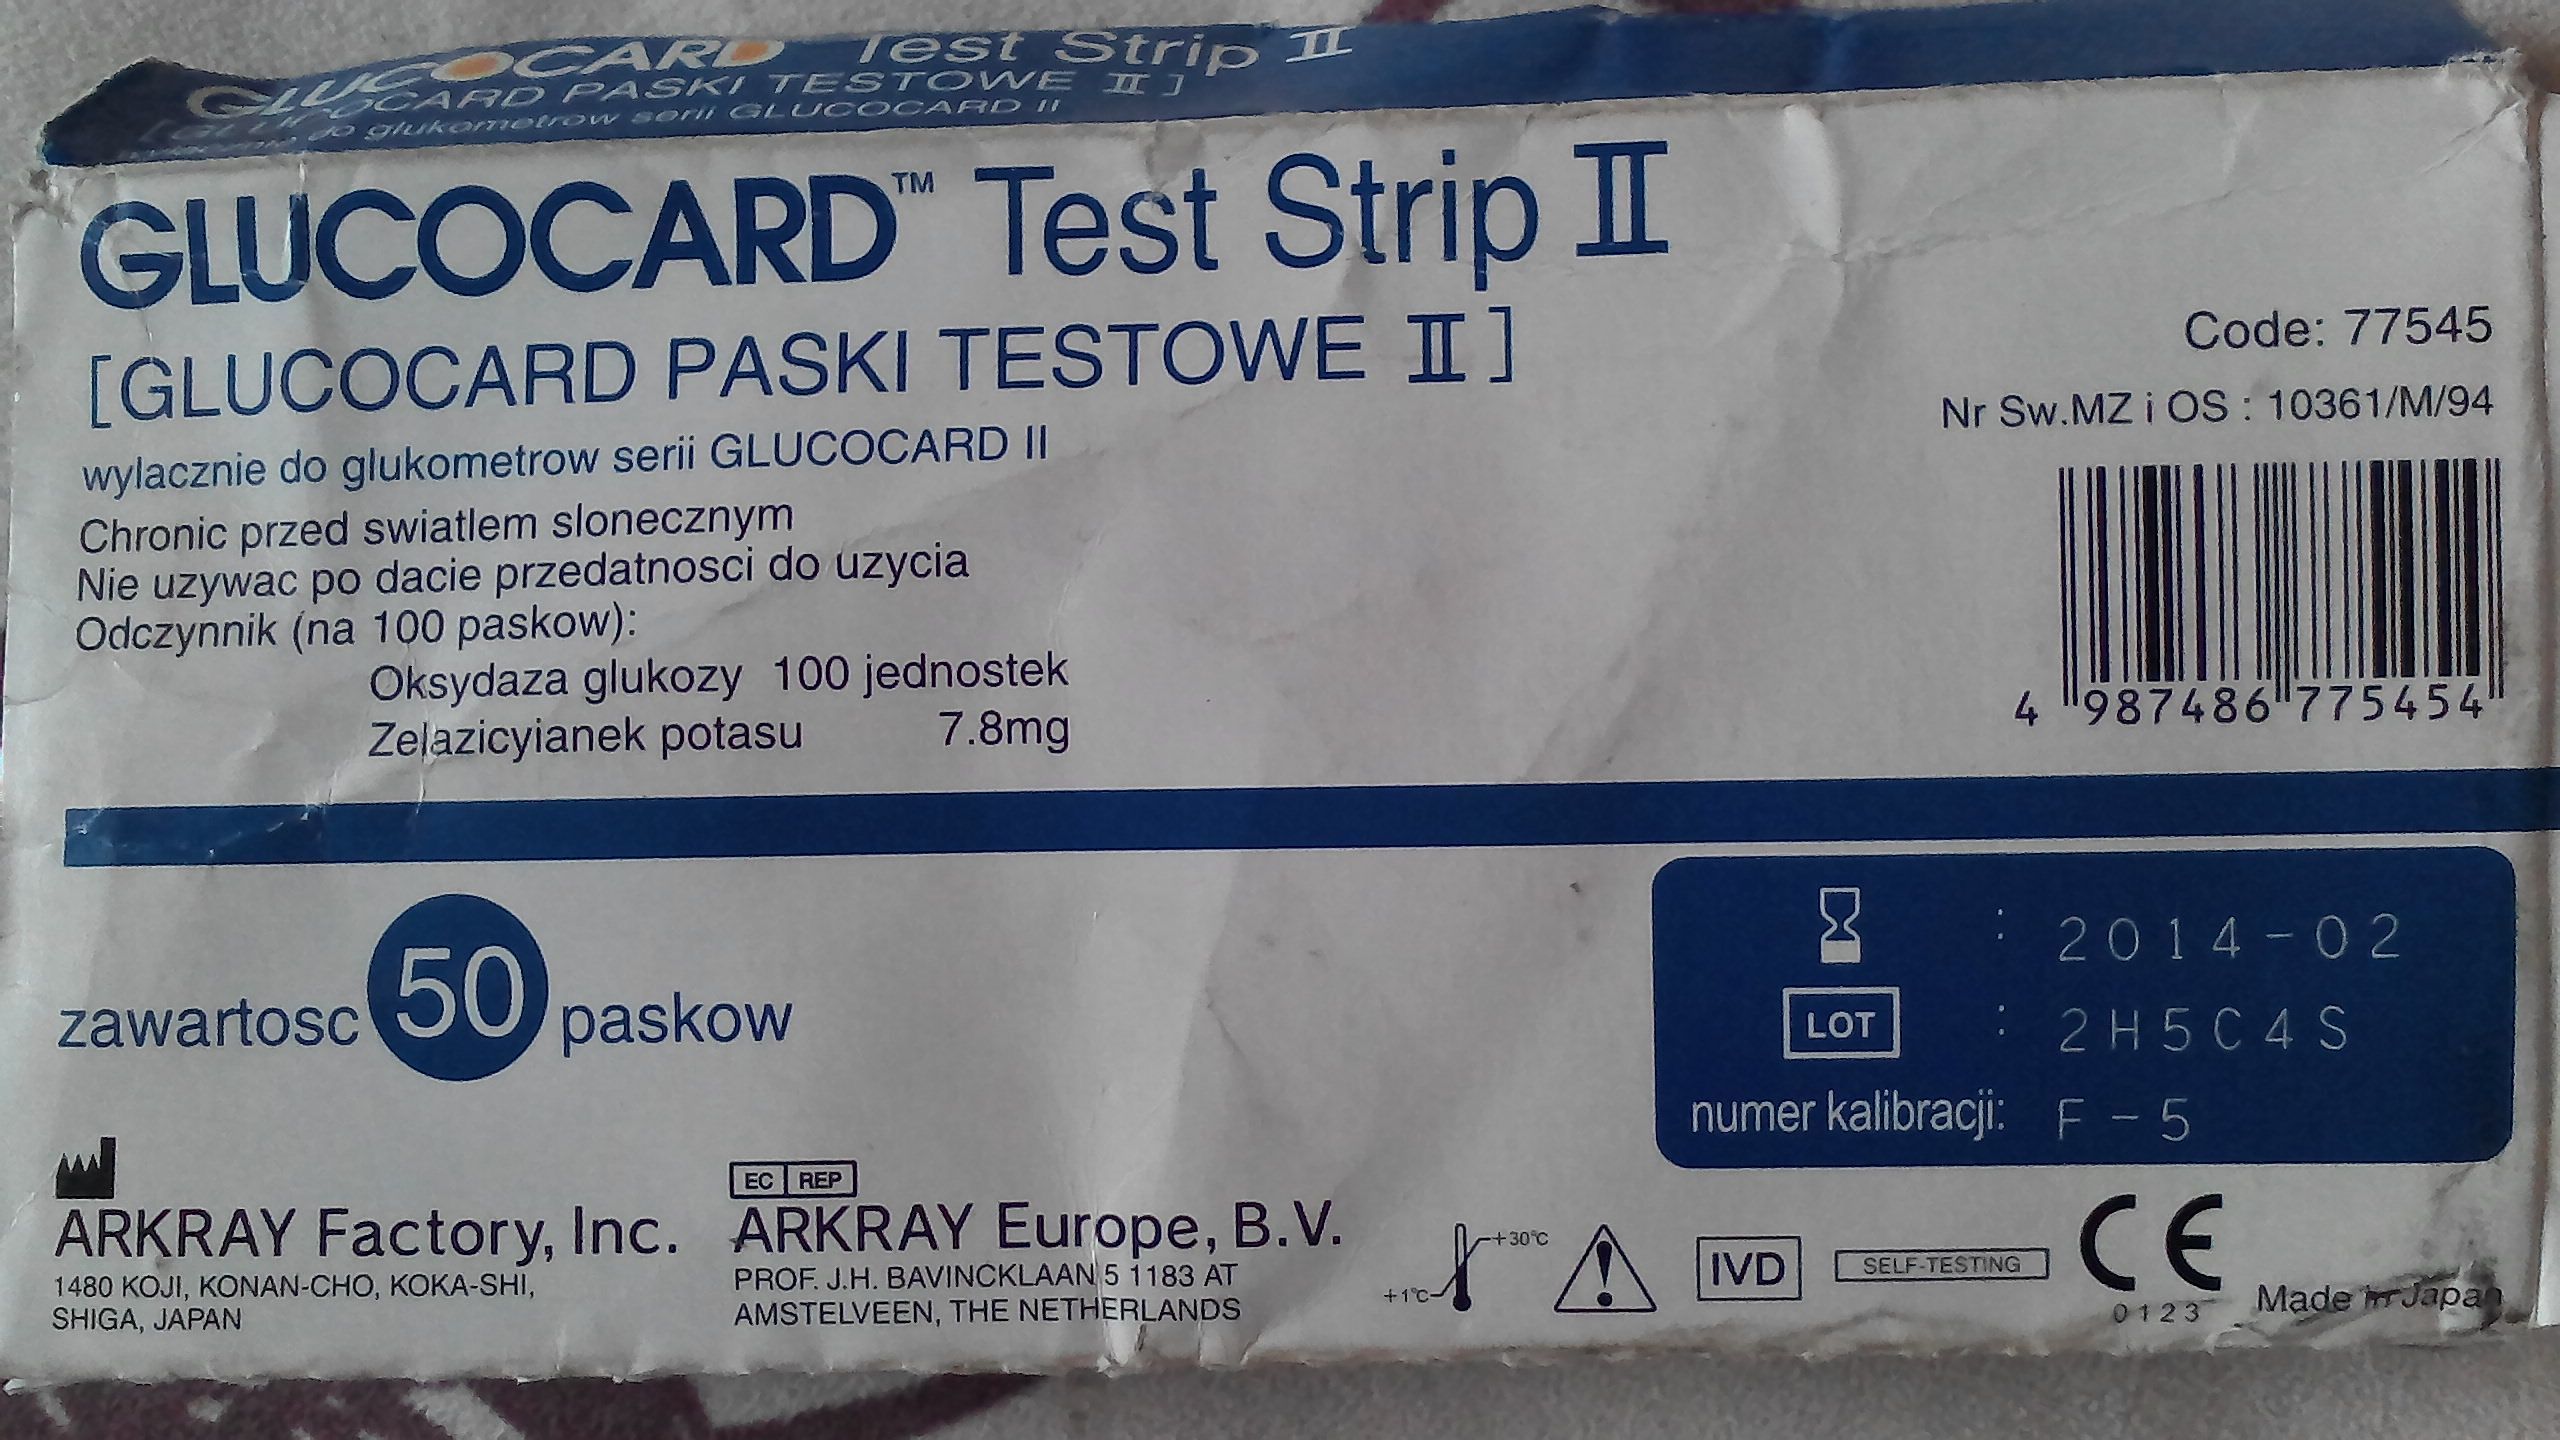 GLUCOCARD Test Strip II
[GLUCOCARD PASKI TESTOWE II]
do glukometrow serii GLUCOCARD II
GLUCOCARD™ Test Strip II
[GLUCOCARD PASKI TESTOWE II]
wylacznie do glukometrow serii GLUCOCARD II
Chronic przed swiatlem slonecznym
Nie uzywac po dacie przedatnosci do uzycia
Odczynnik (na 100 paskow):
Oksydaza glukozy 100 jednostek
Zelazicyianek potasu 7.8mg
Code: 77545
Nr Sw.MZ i OS : 10361/M/94
4 987486 775454
zawartosc 50 paskow
: 2014-02
LOT : 2H5C4S
numer kalibracji: F-5
ARKRAY Factory, Inc.
1480 KOJI, KONAN-CHO, KOKA-SHI,
SHIGA, JAPAN
EC REP
ARKRAY Europe, B.V.
PROF. J.H. BAVINCKLAAN 5 1183 AT
AMSTELVEEN, THE NETHERLANDS
+30°C
+1°C
IVD
SELF-TESTING
CE
0123
Made in Japan